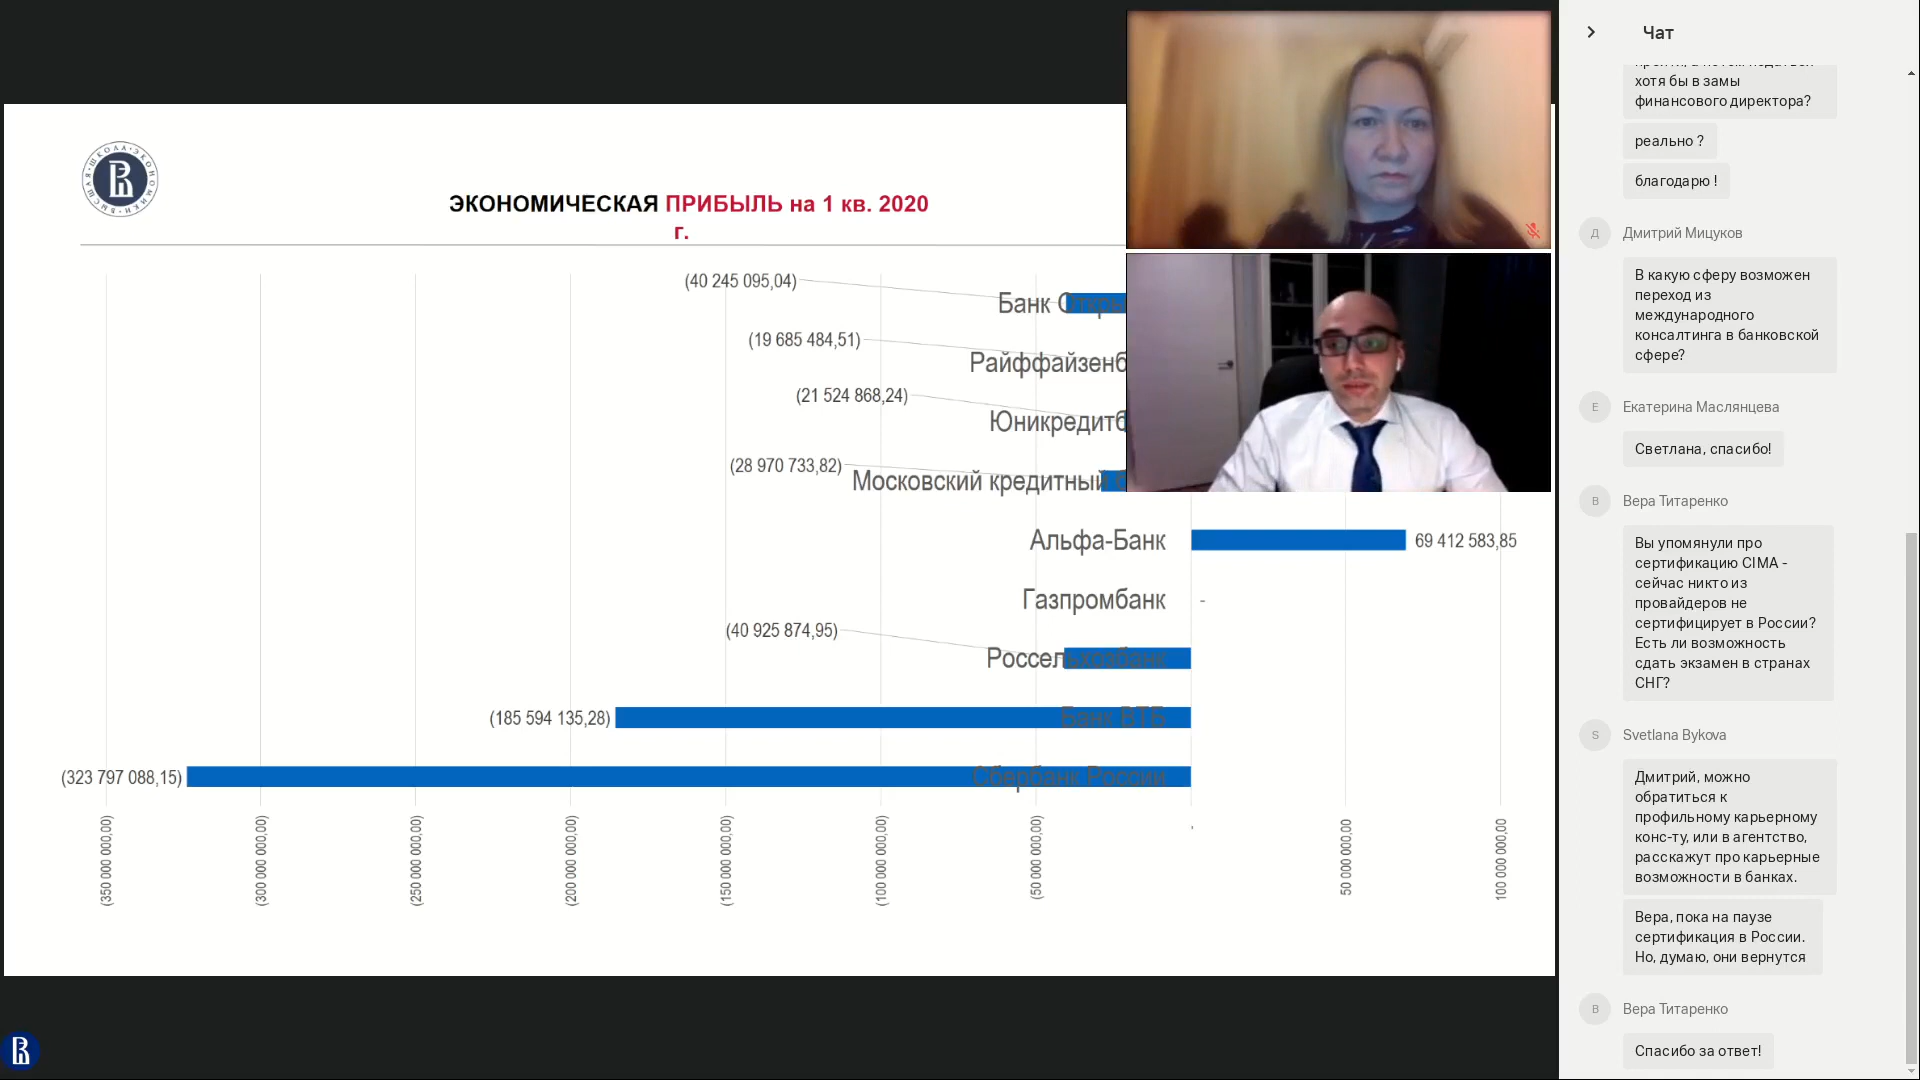 ВЫСШАЯ ШКОЛА ЭКОНОМИКИ
ЭКОНОМИЧЕСКАЯ ПРИБЫЛЬ на 1 кв. 2020
г.
(40 245 095,04)
Банк Откры
(19 685 484,51)
Райффайзенб
(21 524 868,24)
Юникредитб
(28 970 733,82)
Московский кредитный
Альфа-Банк
69 412 583,85
Газпромбанк
-
(40 925 874,95)
Россельхозбанк
(185 594 135,28)
Банк ВТБ
(323 797 088,15)
Сбербанк России
(350 000 000,00)
(300 000 000,00)
(250 000 000,00)
(200 000 000,00)
(150 000 000,00)
(100 000 000,00)
(50 000 000,00)
-
50 000 000,00
100 000 000,00
Чат
хотя бы в замы
финансового директора?
реально ?
благодарю !
Д
Дмитрий Мицуков
В какую сферу возможен
переход из
международного
консалтинга в банковской
сфере?
Е
Екатерина Маслянцева
Светлана, спасибо!
В
Вера Титаренко
Вы упомянули про
сертификацию CIMA -
сейчас никто из
провайдеров не
сертифицирует в России?
Есть ли возможность
сдать экзамен в странах
СНГ?
S
Svetlana Bykova
Дмитрий, можно
обратиться к
профильному карьерному
конс-ту, или в агентство,
расскажут про карьерные
возможности в банках.
Вера, пока на паузе
сертификация в России.
Но, думаю, они вернутся
В
Вера Титаренко
Спасибо за ответ!